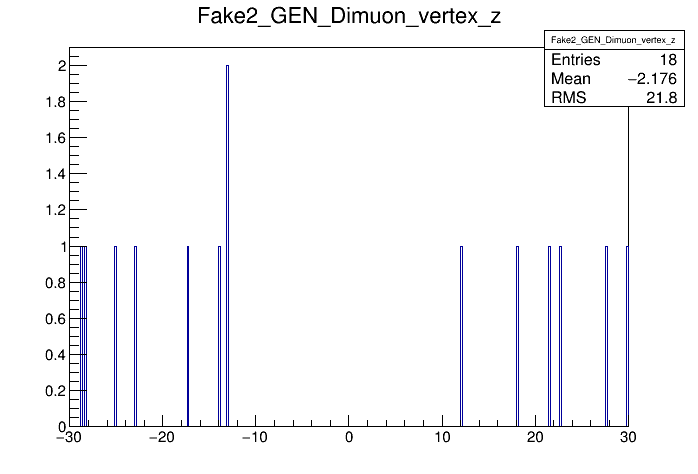 Fake2_GEN_Dimuon_vertex_z
Fake2_GEN_Dimuon_vertex_z
Entries 18
Mean −2.176
RMS 21.8
2
1.8
1.6
1.4
1.2
1
0.8
0.6
0.4
0.2
0
−30 −20 −10 0 10 20 30